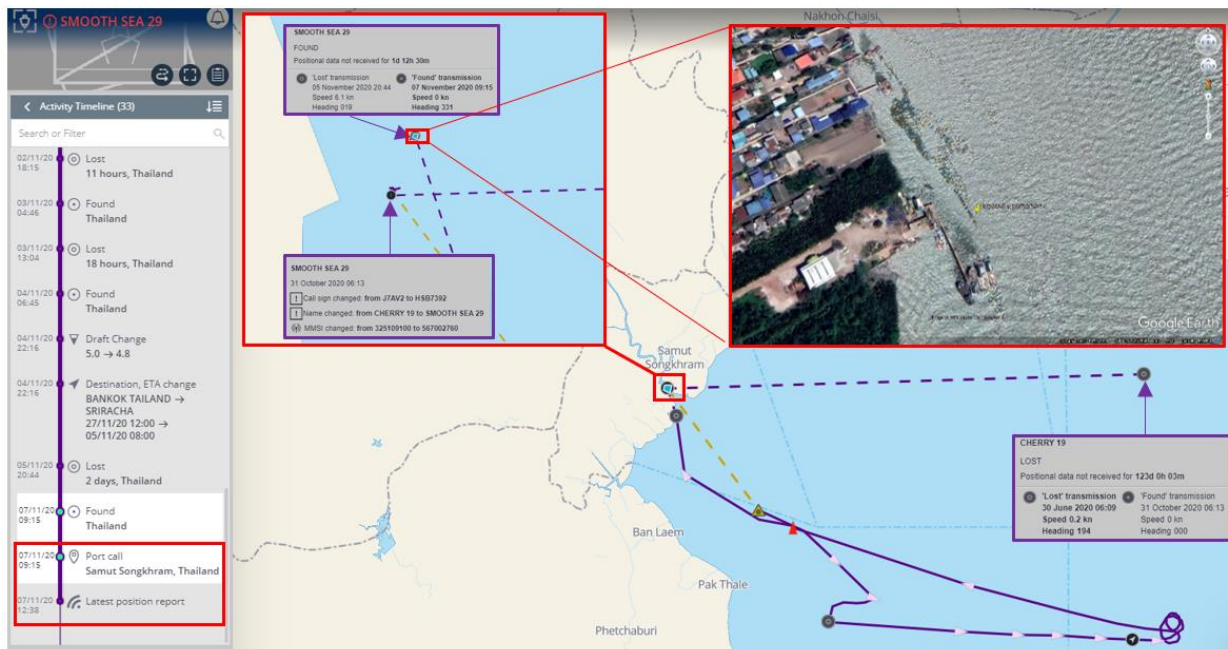 SMOOTH SEA 29
Activity Timeline (33)
Search or Filter
02/11/20
18:15
Lost
11 hours, Thailand
03/11/20
04:46
Found
Thailand
03/11/20
13:04
Lost
18 hours, Thailand
04/11/20
06:45
Found
Thailand
04/11/20
22:16
Draft Change
5.0 → 4.8
04/11/20
22:16
Destination, ETA change
BANKOK TAILAND →
SRIRACHA
27/11/20 12:00 →
05/11/20 08:00
05/11/20
20:44
Lost
2 days, Thailand
07/11/20
09:15
Found
Thailand
07/11/20
09:15
Port call
Samut Songkhram, Thailand
07/11/20
12:38
Latest position report
SMOOTH SEA 29
FOUND
Positional data not received for 1d 12h 30m
'Lost' transmission
05 November 2020 20:44
Speed 6.1 kn
Heading 019
'Found' transmission
07 November 2020 09:15
Speed 0 kn
Heading 331
SMOOTH SEA 29
31 October 2020 06:13
Call sign changed: from J7AV2 to HSB7392
Name changed: from CHERRY 19 to SMOOTH SEA 29
MMSI changed: from 325109100 to 567002760
Nakhon Chaisi
Google Earth
Samut
Songkhram
CHERRY 19
LOST
Positional data not received for 123d 0h 03m
'Lost' transmission
30 June 2020 06:09
Speed 0.2 kn
Heading 194
'Found' transmission
31 October 2020 06:13
Speed 0 kn
Heading 000
Ban Laem
Pak Thale
Phetchaburi